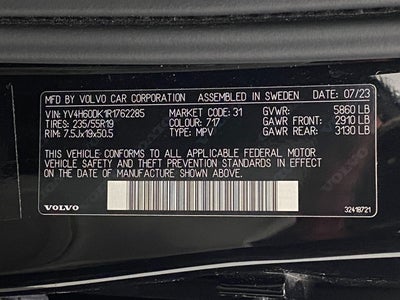 MFD BY VOLVO CAR CORPORATION ASSEMBLED IN SWEDEN 07/23
VIN: YV4H60DK1R1762285 MARKET CODE: 31 GVWR: 5860 LB
TIRES: 235/55R19 COLOUR: 717 GAWR FRONT: 2910 LB
RIM: 7.5Jx19x50.5 TYPE: MPV GAWR REAR: 3130 LB
THIS VEHICLE CONFORMS TO ALL APPLICABLE FEDERAL MOTOR
VEHICLE SAFETY AND THEFT PREVENTION STANDARDS IN EFFECT ON THE
DATE OF MANUFACTURE SHOWN ABOVE.
VOLVO 32418721